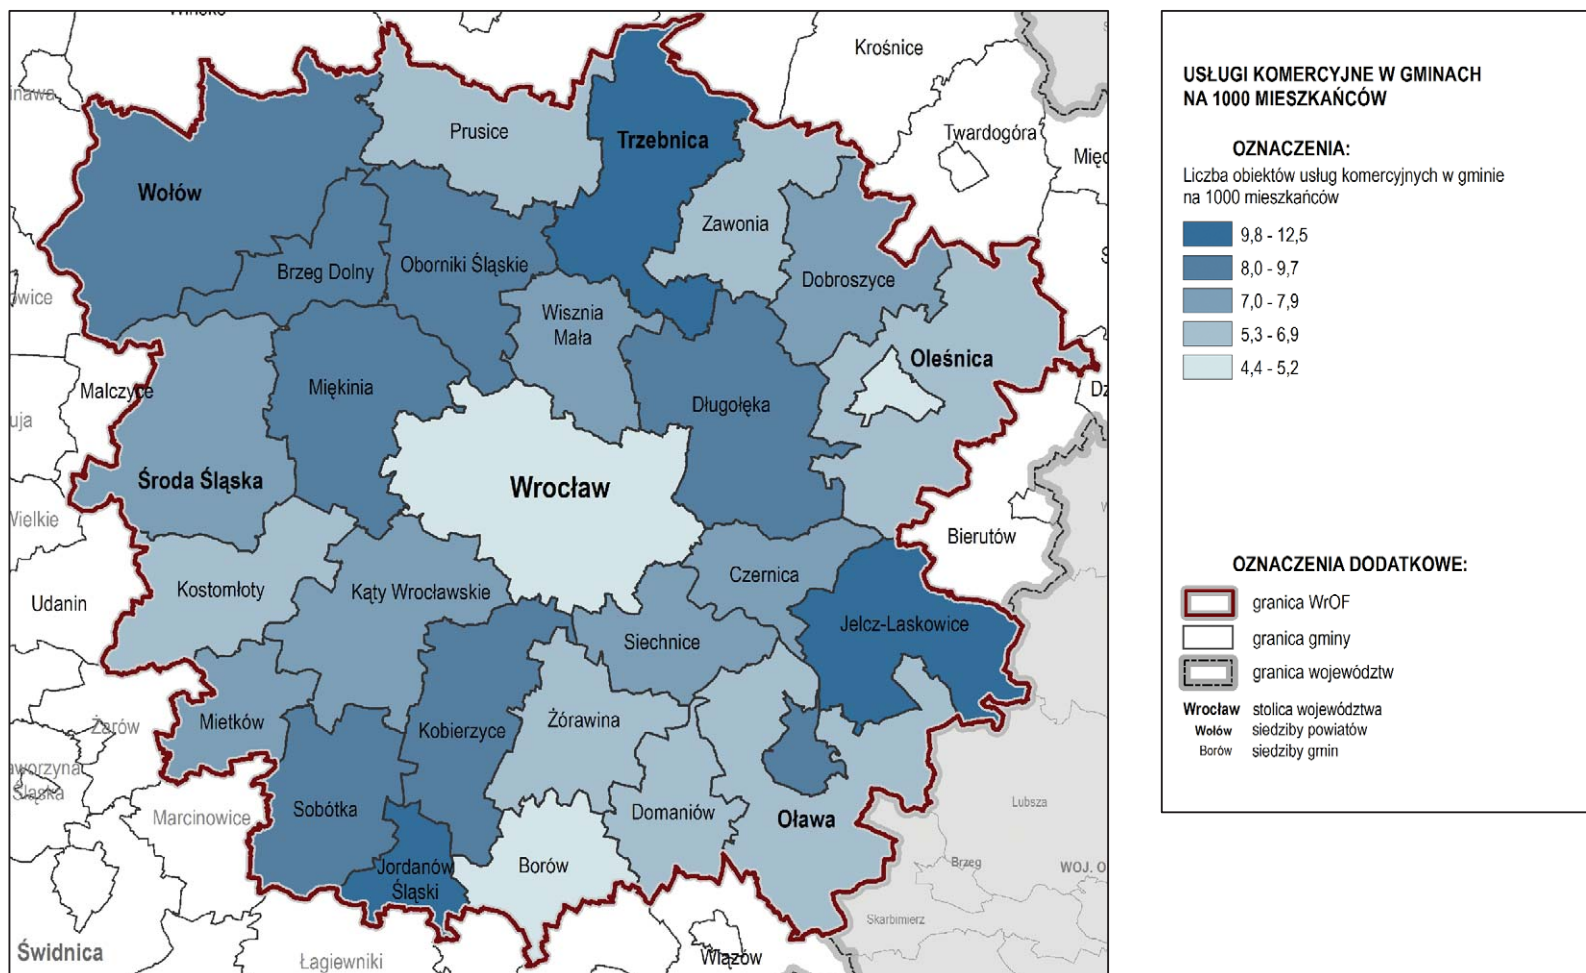 Krośnice
Twardogóra
Prusice
Trzebnica
Wołów
Zawonia
Brzeg Dolny
Oborniki Śląskie
Dobroszyce
Wisznia
Mała
Oleśnica
Malczyce
Miękinia
Długołęka
Środa Śląska
Wrocław
Bierutów
Czernica
Kostomłoty
Kąty Wrocławskie
Udanin
Siechnice
Jelcz-Laskowice
Mietków
Żórawina
Żarów
Kobierzyce
Sobótka
Marcinowice
Domaniów
Oława
Lubsza
Jordanów
Śląski
Borów
Brzeg
WOJ. O
Skarbimierz
Świdnica
Łagiewniki
Wiązów
USŁUGI KOMERCYJNE W GMINACH
NA 1000 MIESZKAŃCÓW
OZNACZENIA:
Liczba obiektów usług komercyjnych w gminie
na 1000 mieszkańców
9,8 - 12,5
8,0 - 9,7
7,0 - 7,9
5,3 - 6,9
4,4 - 5,2
OZNACZENIA DODATKOWE:
granica WrOF
granica gminy
granica województw
Wrocław stolica województwa
Wołów siedziby powiatów
Borów siedziby gmin